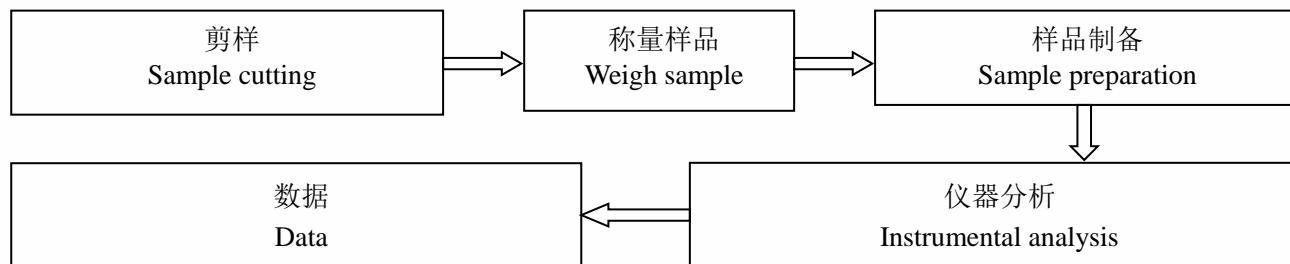 剪样
Sample cutting
称量样品
Weigh sample
样品制备
Sample preparation
仪器分析
Instrumental analysis
数据
Data